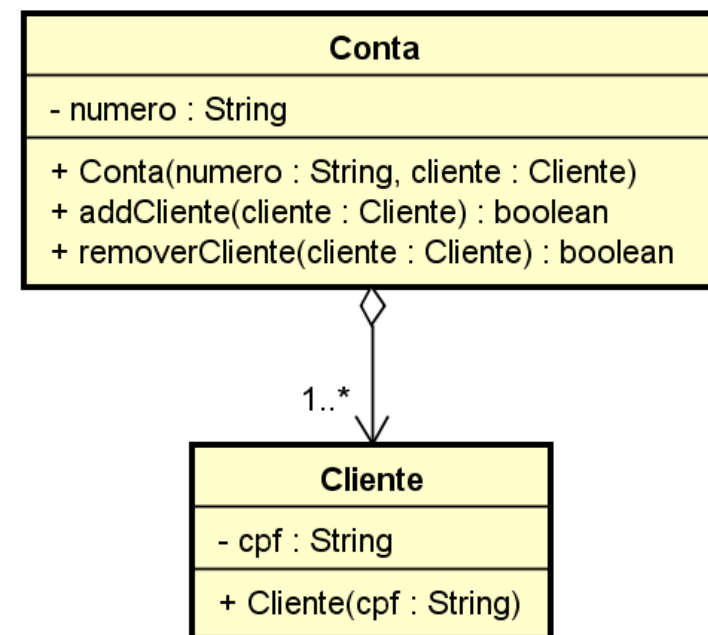 Conta
- numero : String
+ Conta(numero : String, cliente : Cliente)
+ addCliente(cliente : Cliente) : boolean
+ removerCliente(cliente : Cliente) : boolean
1..*
Cliente
- cpf : String
+ Cliente(cpf : String)